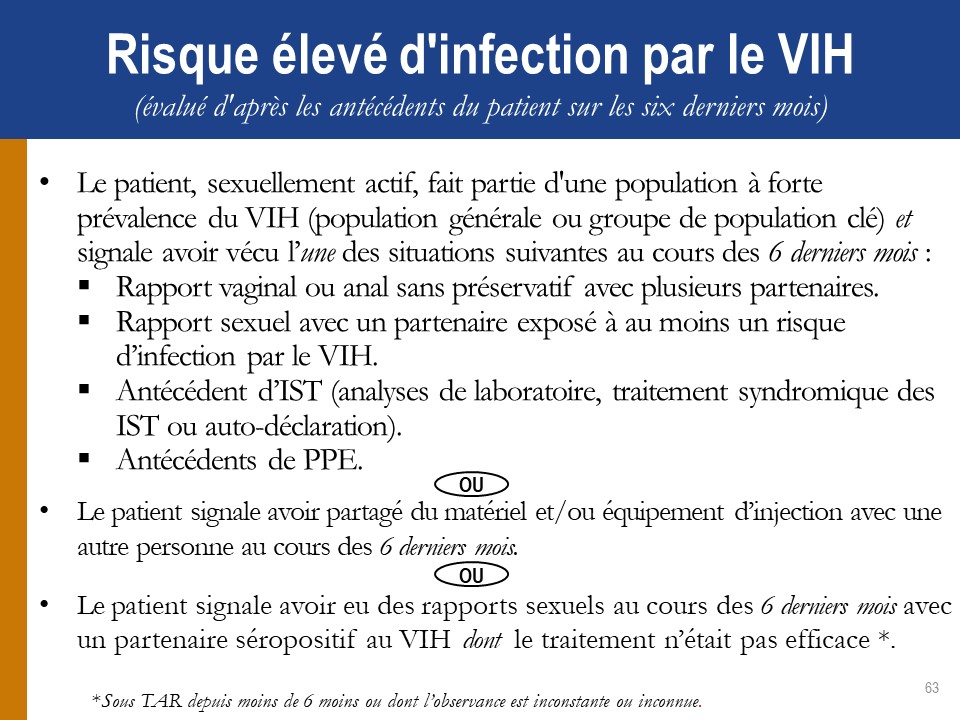 Risque élevé d'infection par le VIH
(évalué d'après les antécédents du patient sur les six derniers mois)
• Le patient, sexuellement actif, fait partie d'une population à forte
prévalence du VIH (population générale ou groupe de population clé) et
signale avoir vécu l’une des situations suivantes au cours des 6 derniers mois :
▪ Rapport vaginal ou anal sans préservatif avec plusieurs partenaires.
▪ Rapport sexuel avec un partenaire exposé à au moins un risque
d’infection par le VIH.
▪ Antécédent d’IST (analyses de laboratoire, traitement syndromique des
IST ou auto-déclaration).
▪ Antécédents de PPE.
OU
• Le patient signale avoir partagé du matériel et/ou équipement d’injection avec une
autre personne au cours des 6 derniers mois.
OU
• Le patient signale avoir eu des rapports sexuels au cours des 6 derniers mois avec
un partenaire séropositif au VIH dont le traitement n’était pas efficace *.
63
*Sous TAR depuis moins de 6 moins ou dont l’observance est inconstante ou inconnue.